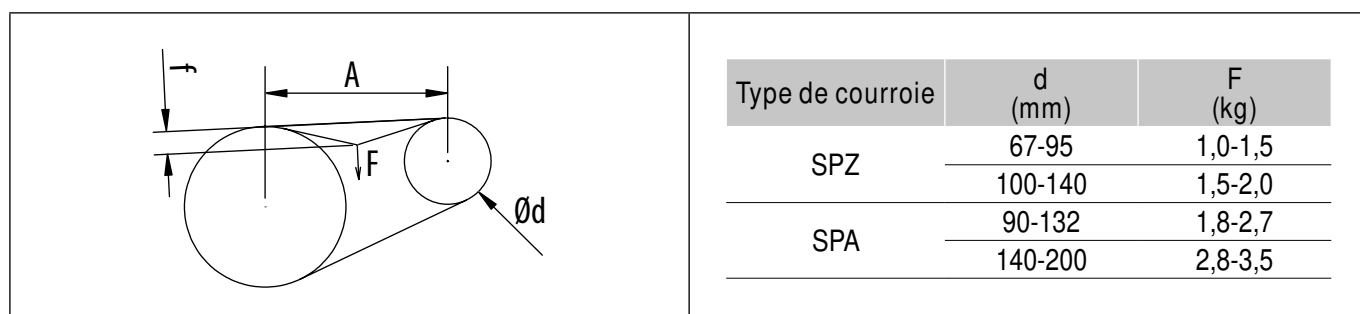 f
A
F
Ød
Type de courroie d (mm) F (kg)
SPZ 67-95 1,0-1,5
100-140 1,5-2,0
SPA 90-132 1,8-2,7
140-200 2,8-3,5